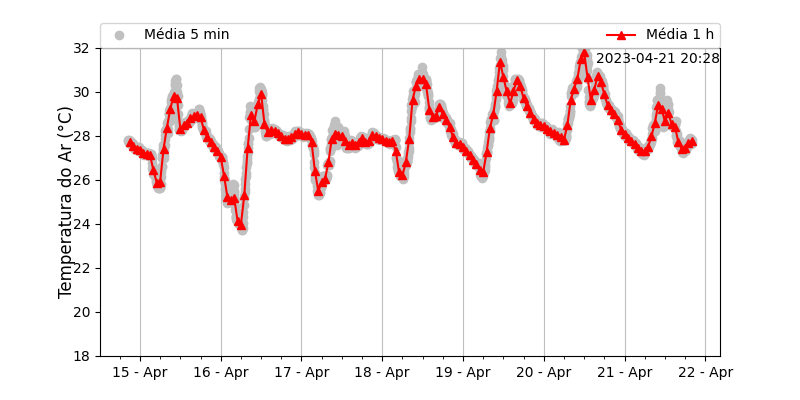 Média 5 min
Média 1 h
2023-04-21 20:28
Temperatura do Ar (°C)
32
30
28
26
24
22
20
18
15 - Apr
16 - Apr
17 - Apr
18 - Apr
19 - Apr
20 - Apr
21 - Apr
22 - Apr